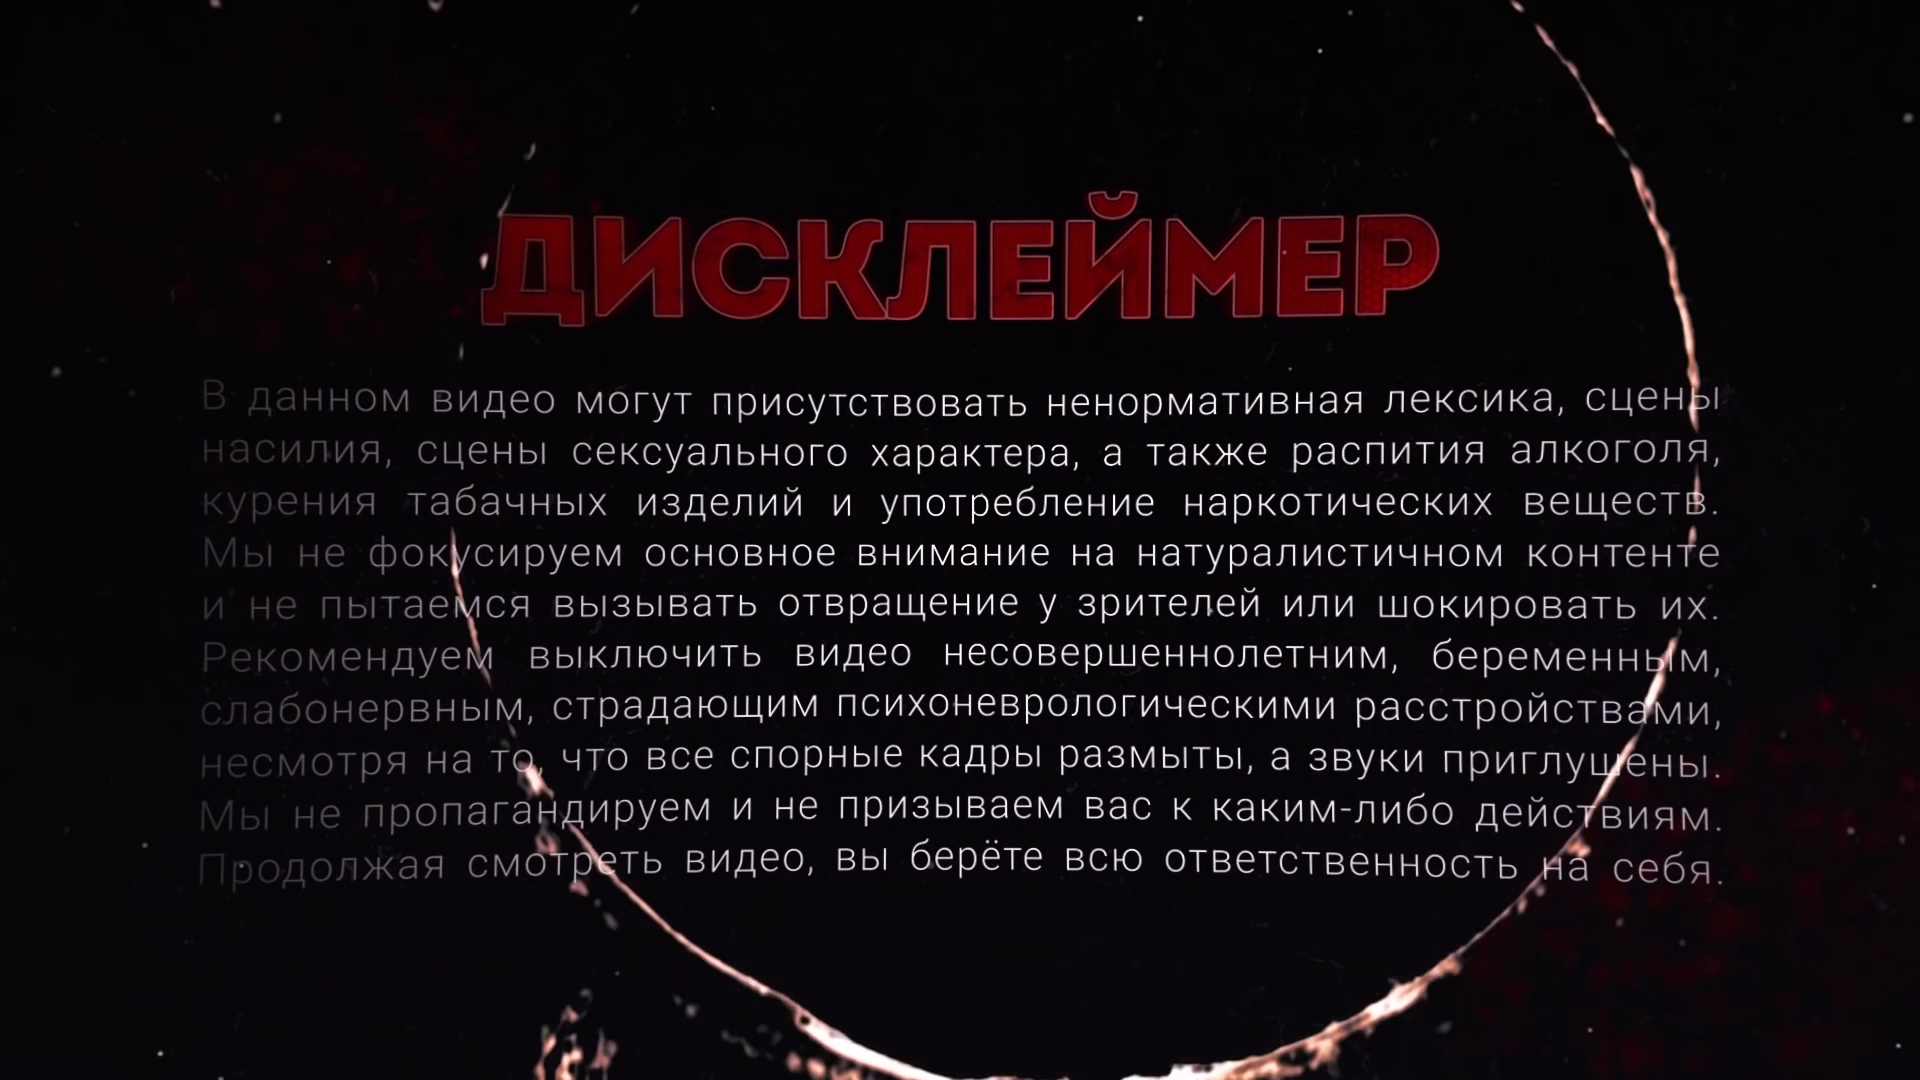 ДИСКЛЕЙМЕР
В данном видео могут присутствовать ненормативная лексика, сцены
насилия, сцены сексуального характера, а также распития алкоголя,
курения табачных изделий и употребление наркотических веществ.
Мы не фокусируем основное внимание на натуралистичном контенте
и не пытаемся вызывать отвращение у зрителей или шокировать их.
Рекомендуем выключить видео несовершеннолетним, беременным,
слабонервным, страдающим психоневрологическими расстройствами,
несмотря на то, что все спорные кадры размыты, а звуки приглушены.
Мы не пропагандируем и не призываем вас к каким-либо действиям.
Продолжая смотреть видео, вы берёте всю ответственность на себя.